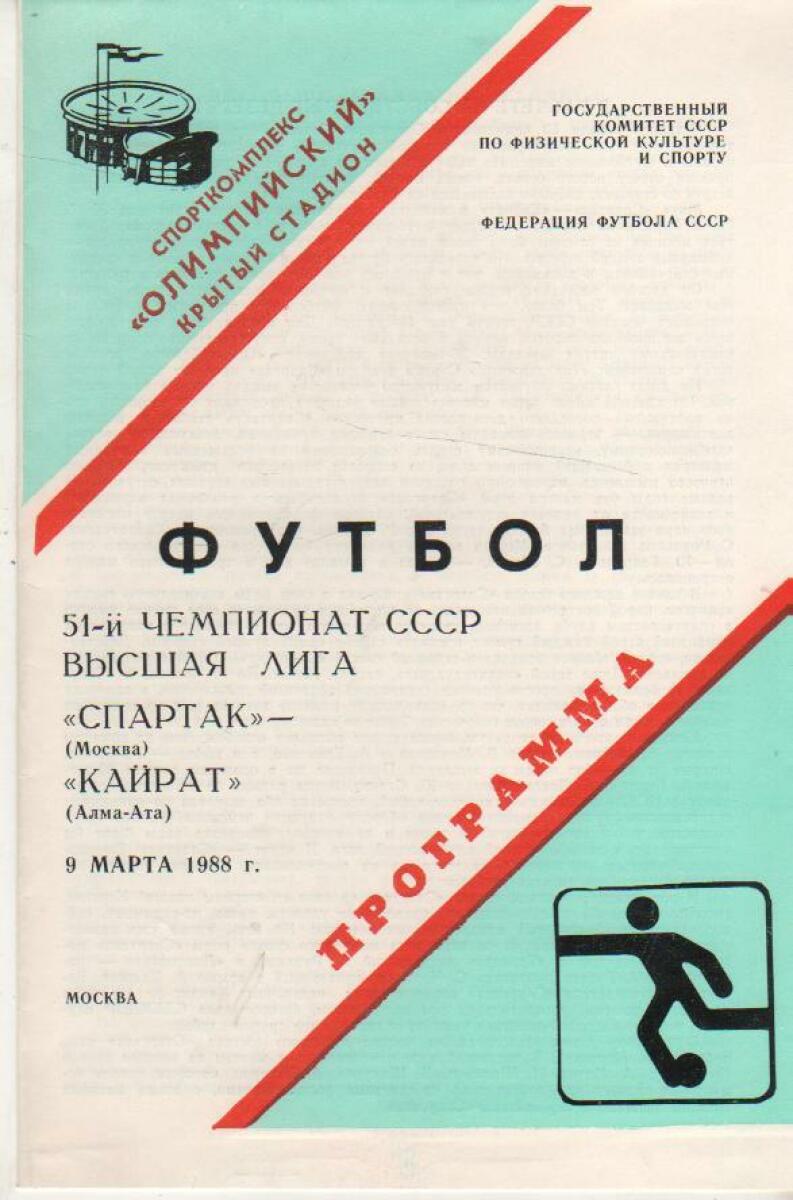 СПОРТКОМПЛЕКС
«ОЛИМПИЙСКИЙ»
КРЫТЫЙ СТАДИОН
ГОСУДАРСТВЕННЫЙ
КОМИТЕТ СССР
ПО ФИЗИЧЕСКОЙ КУЛЬТУРЕ
И СПОРТУ
ФЕДЕРАЦИЯ ФУТБОЛА СССР
ФУТБОЛ
51-й ЧЕМПИОНАТ СССР
ВЫСШАЯ ЛИГА
«СПАРТАК»—
(Москва)
«КАЙРАТ»
(Алма-Ата)
9 МАРТА 1988 г.
ПРОГРАММА
МОСКВА